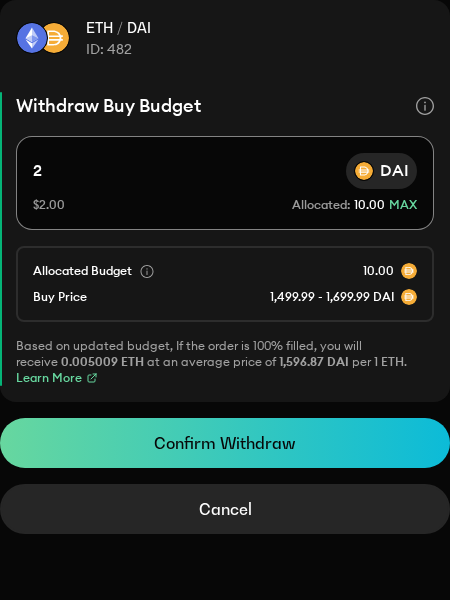 ETH / DAI
ID: 482
Withdraw Buy Budget
2
DAI
$2.00
Allocated: 10.00 MAX
Allocated Budget 10.00
Buy Price 1,499.99 - 1,699.99 DAI
Based on updated budget, If the order is 100% filled, you will
receive 0.005009 ETH at an average price of 1,596.87 DAI per 1 ETH.
Learn More
Confirm Withdraw
Cancel